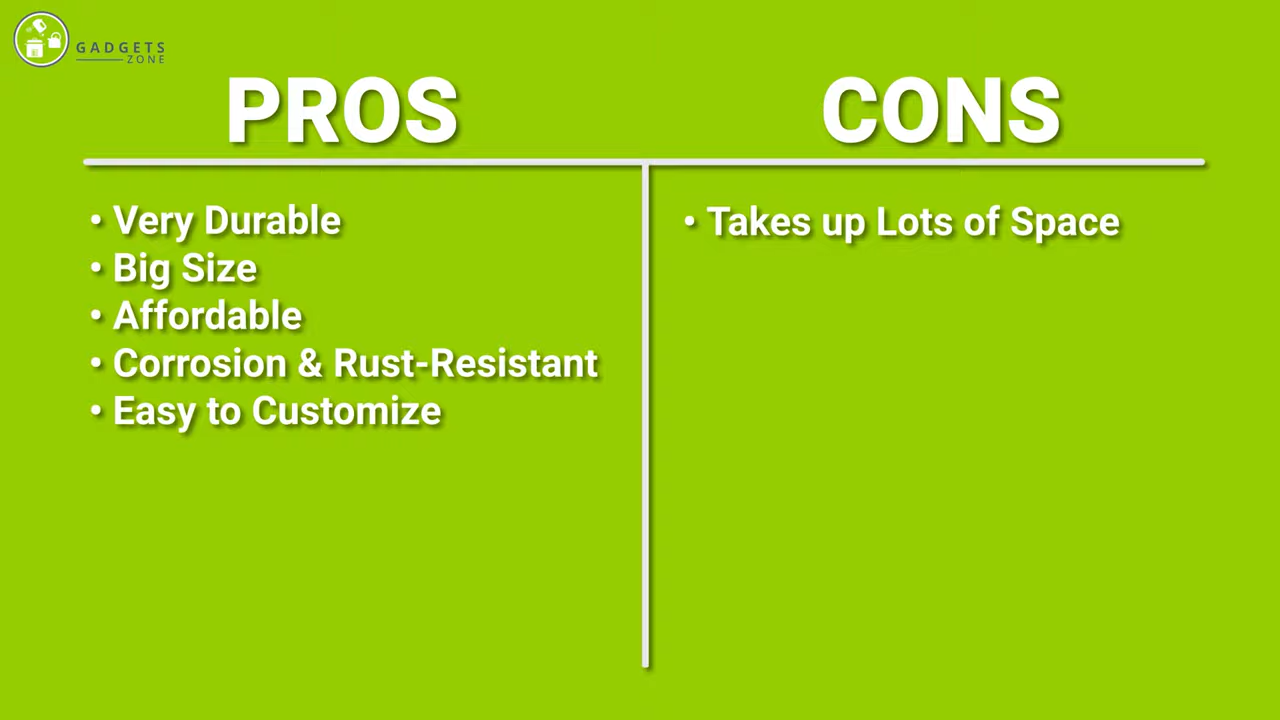 GADGETS
ZONE
PROS
CONS
• Very Durable
• Big Size
• Affordable
• Corrosion & Rust-Resistant
• Easy to Customize
• Takes up Lots of Space